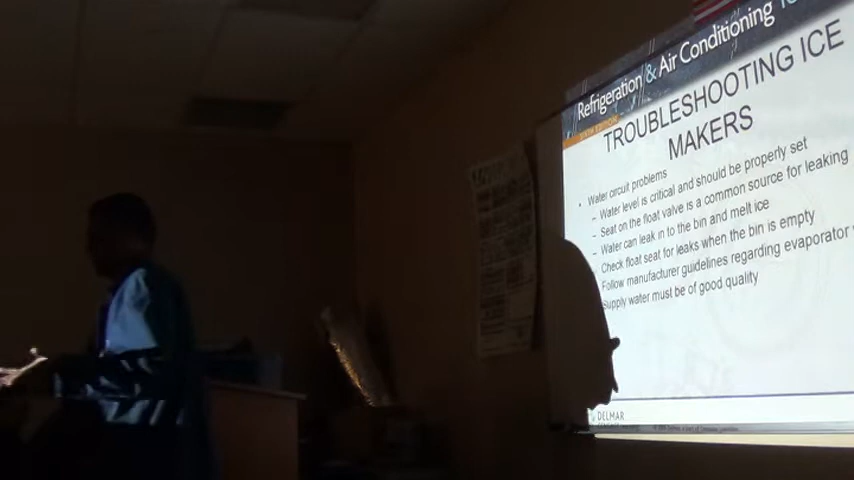 Refrigeration & Air Conditioning
SIXTH EDITION
TROUBLESHOOTING ICE
MAKERS
• Water circuit problems
– Water level is critical and should be properly set
– Seat on the float valve is a common source for leaking
– Water can leak in to the bin and melt ice
Check float seat for leaks when the bin is empty
Follow manufacturer guidelines regarding evaporator
Supply water must be of good quality
DELMAR